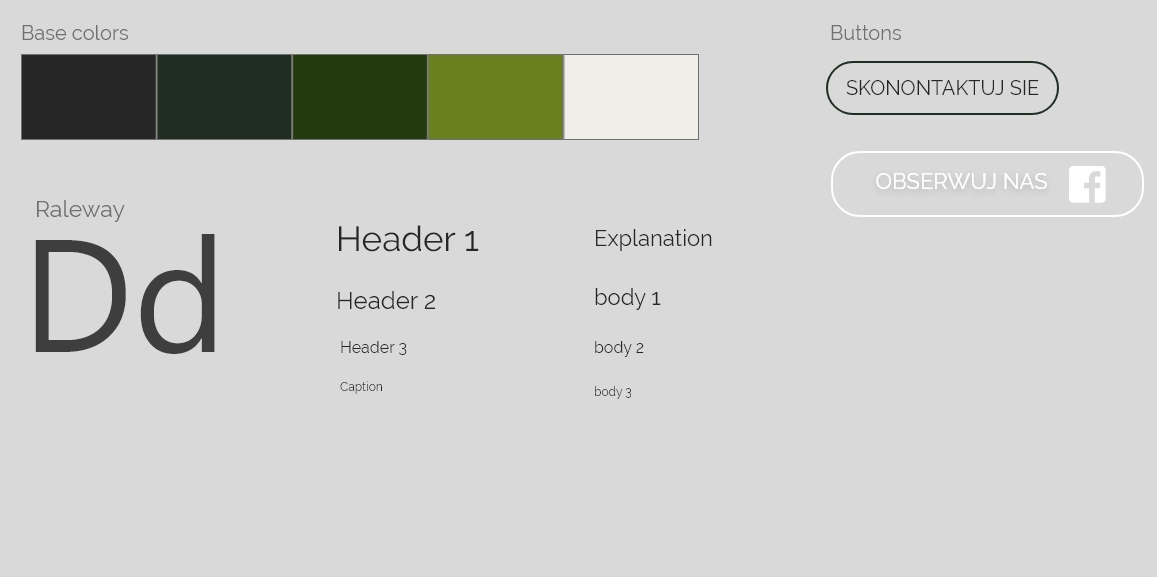 Base colors
Buttons
SKONONTAKTUJ SIE
OBSERWUJ NAS
Raleway
Dd
Header 1
Header 2
Header 3
Caption
Explanation
body 1
body 2
body 3